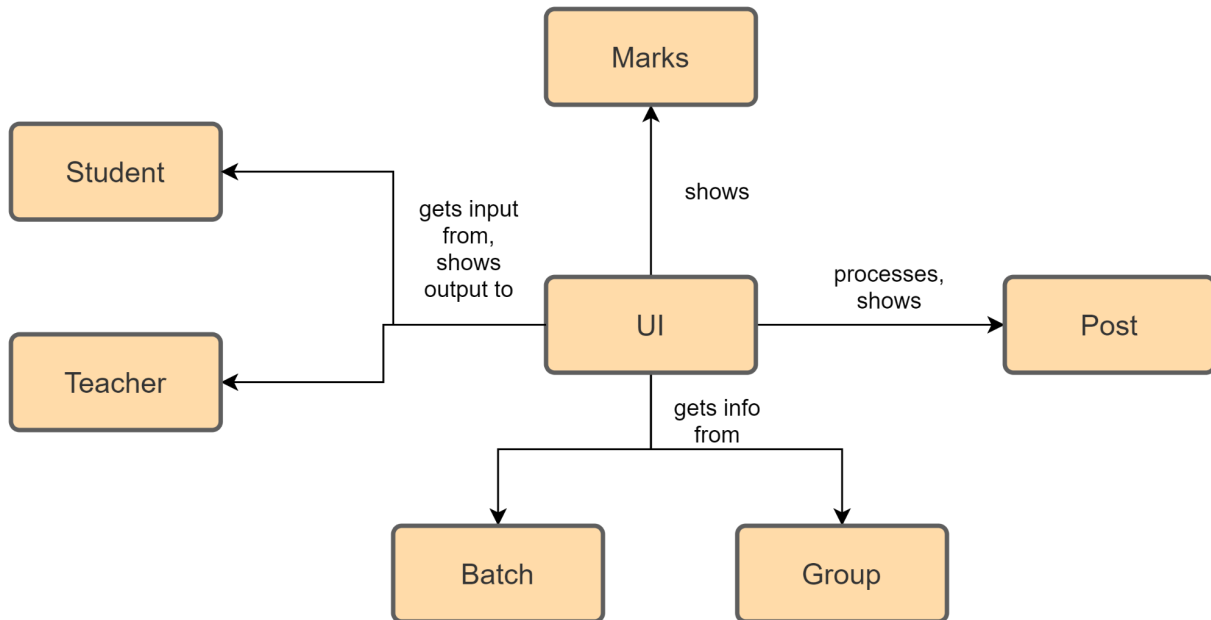 Marks
Student
shows
gets input
from,
shows
output to
processes,
shows
UI
Post
Teacher
gets info
from
Batch
Group